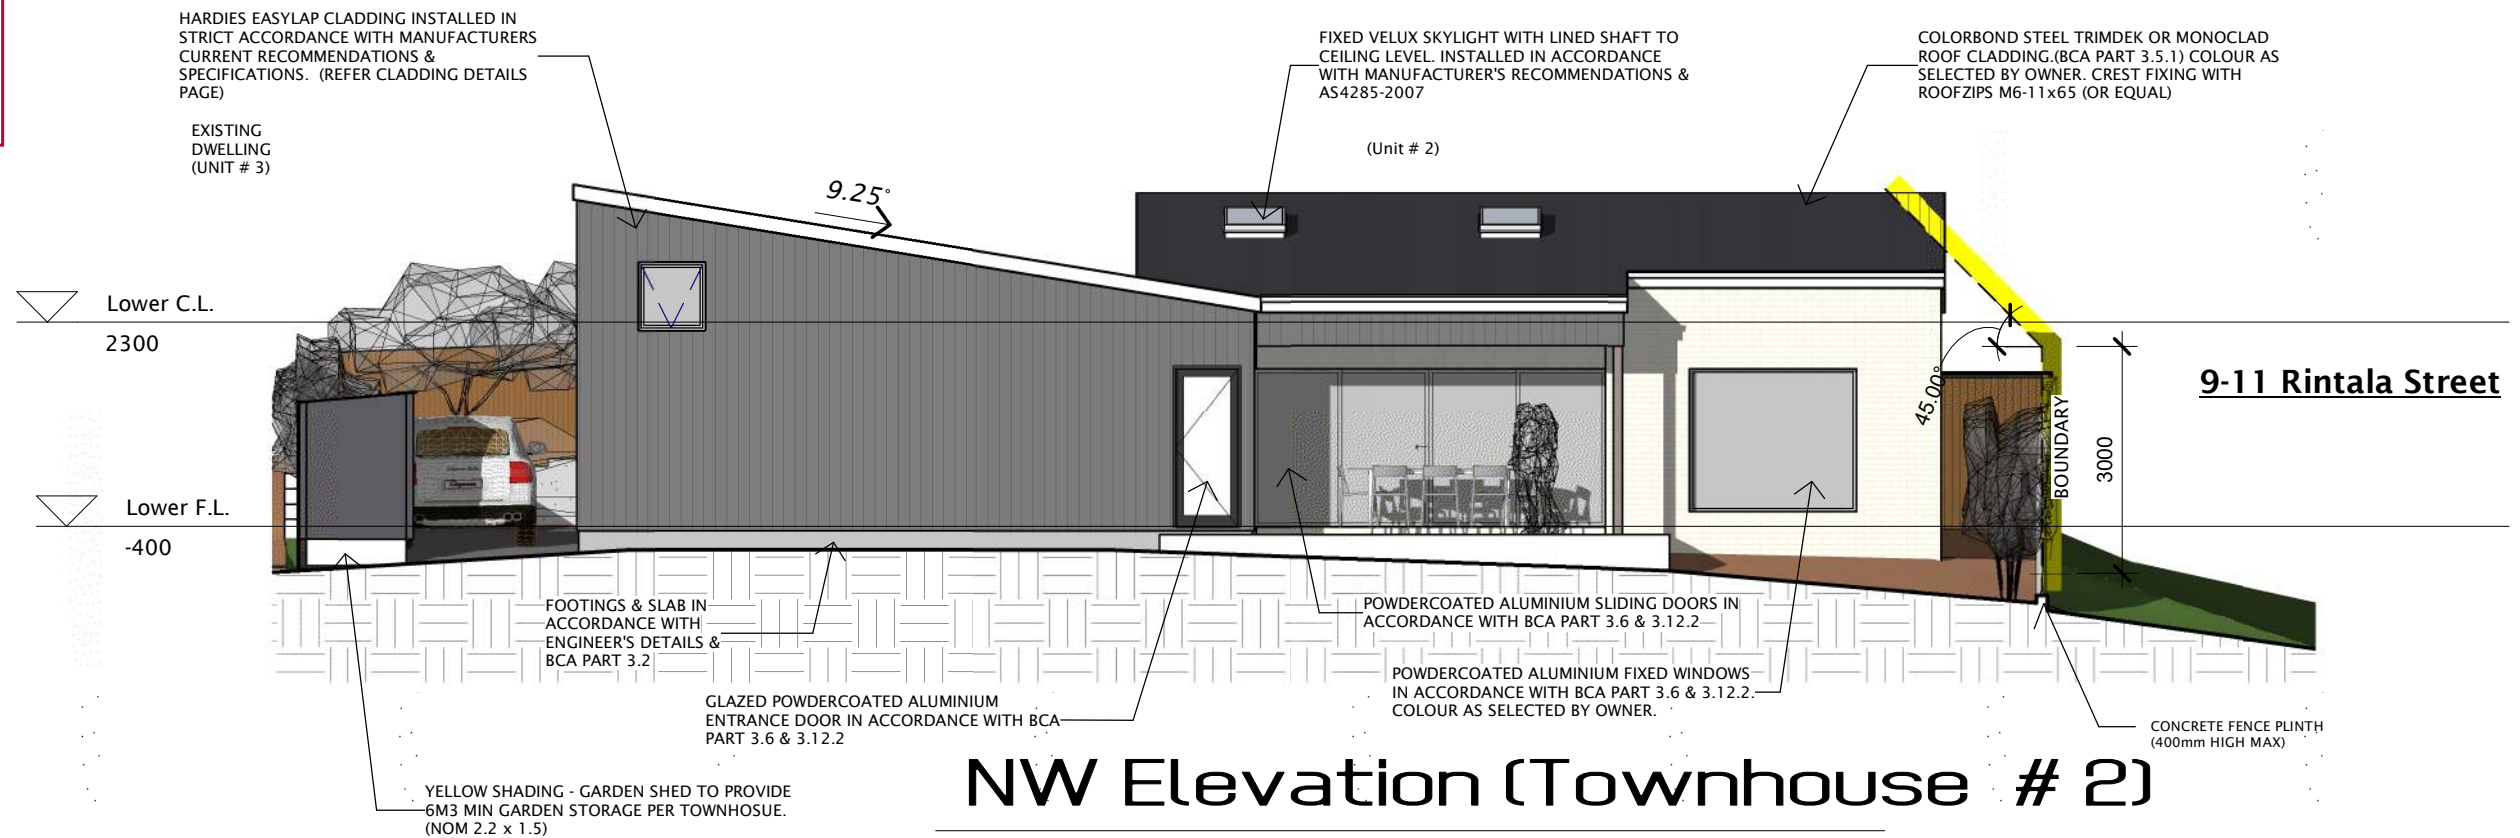 HARDIES EASYLAP CLADDING INSTALLED IN
STRICT ACCORDANCE WITH MANUFACTURERS
CURRENT RECOMMENDATIONS &
SPECIFICATIONS. (REFER CLADDING DETAILS
PAGE)
FIXED VELUX SKYLIGHT WITH LINED SHAFT TO
CEILING LEVEL. INSTALLED IN ACCORDANCE
WITH MANUFACTURER'S RECOMMENDATIONS &
AS4285-2007
COLORBOND STEEL TRIMDEK OR MONOCLAD
ROOF CLADDING.(BCA PART 3.5.1) COLOUR AS
SELECTED BY OWNER. CREST FIXING WITH
ROOFZIPS M6-11x65 (OR EQUAL)
EXISTING
DWELLING
(UNIT # 3)
(Unit # 2)
9.25°
Lower C.L.
2300
45.00°
BOUNDARY
3000
9-11 Rintala Street
Lower F.L.
-400
FOOTINGS & SLAB IN
ACCORDANCE WITH
ENGINEER'S DETAILS &
BCA PART 3.2
POWDERCOATED ALUMINIUM SLIDING DOORS IN
ACCORDANCE WITH BCA PART 3.6 & 3.12.2
POWDERCOATED ALUMINIUM FIXED WINDOWS
IN ACCORDANCE WITH BCA PART 3.6 & 3.12.2.
COLOUR AS SELECTED BY OWNER.
GLAZED POWDERCOATED ALUMINIUM
ENTRANCE DOOR IN ACCORDANCE WITH BCA
PART 3.6 & 3.12.2
CONCRETE FENCE PLINTH
(400mm HIGH MAX)
YELLOW SHADING - GARDEN SHED TO PROVIDE
6M3 MIN GARDEN STORAGE PER TOWNHOSUE.
(NOM 2.2 x 1.5)
NW Elevation (Townhouse # 2)